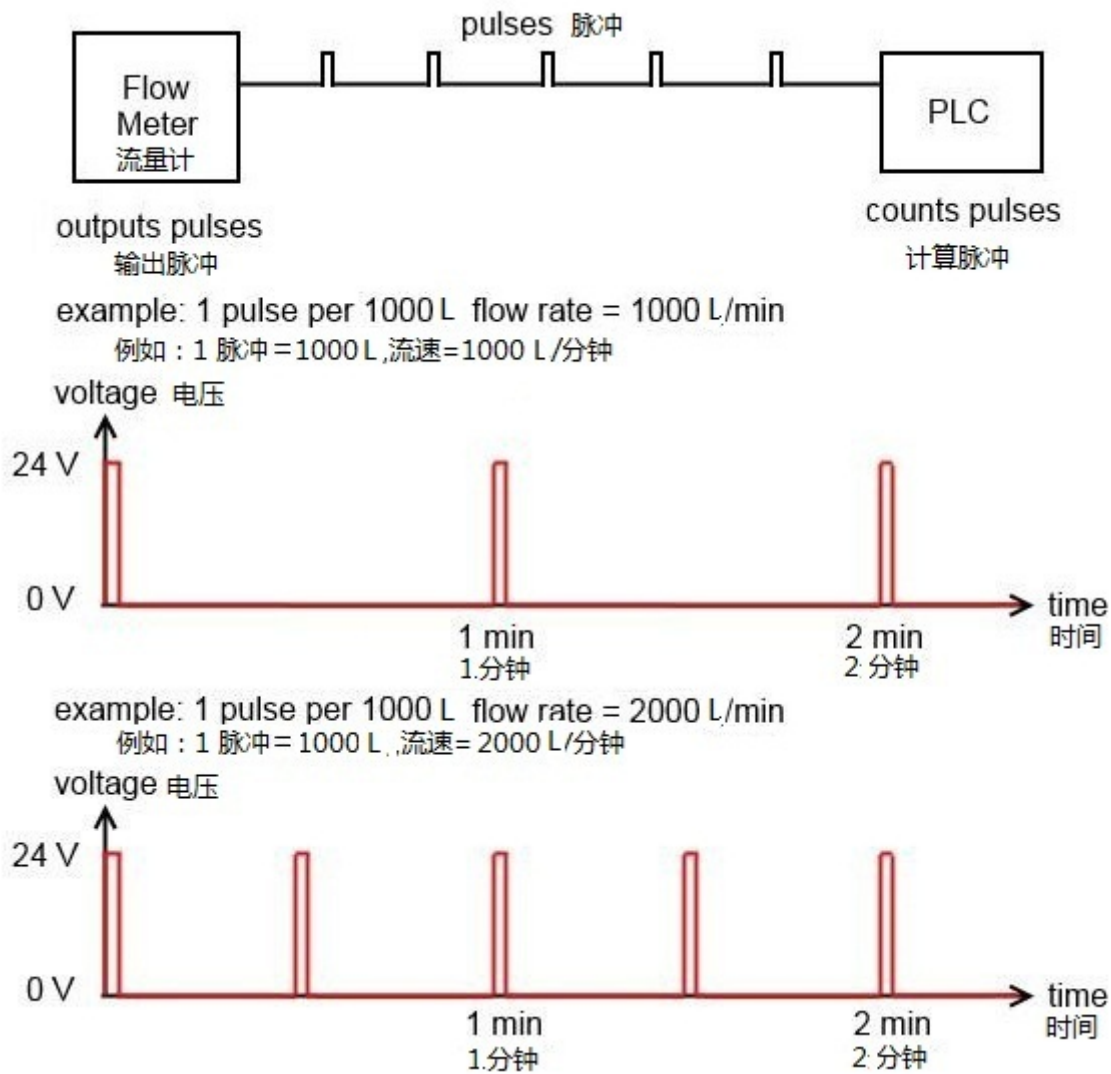 pulses 脉冲
Flow
Meter
流量计
PLC
outputs pulses
输出脉冲
counts pulses
计算脉冲
example: 1 pulse per 1000 L flow rate = 1000 L/min
例如：1 脉冲＝1000 L ,流速=1000 L/分钟
voltage 电压
24 V
0 V
time
时间
1 min
1.分钟
2 min
2: 分钟
example: 1 pulse per 1000 L flow rate = 2000 L/min
例如：1 脉冲＝1000 L .,流速= 2000 L/分钟
voltage 电压
24 V
0 V
time
时间
1 min
1.分钟
2 min
2: 分钟